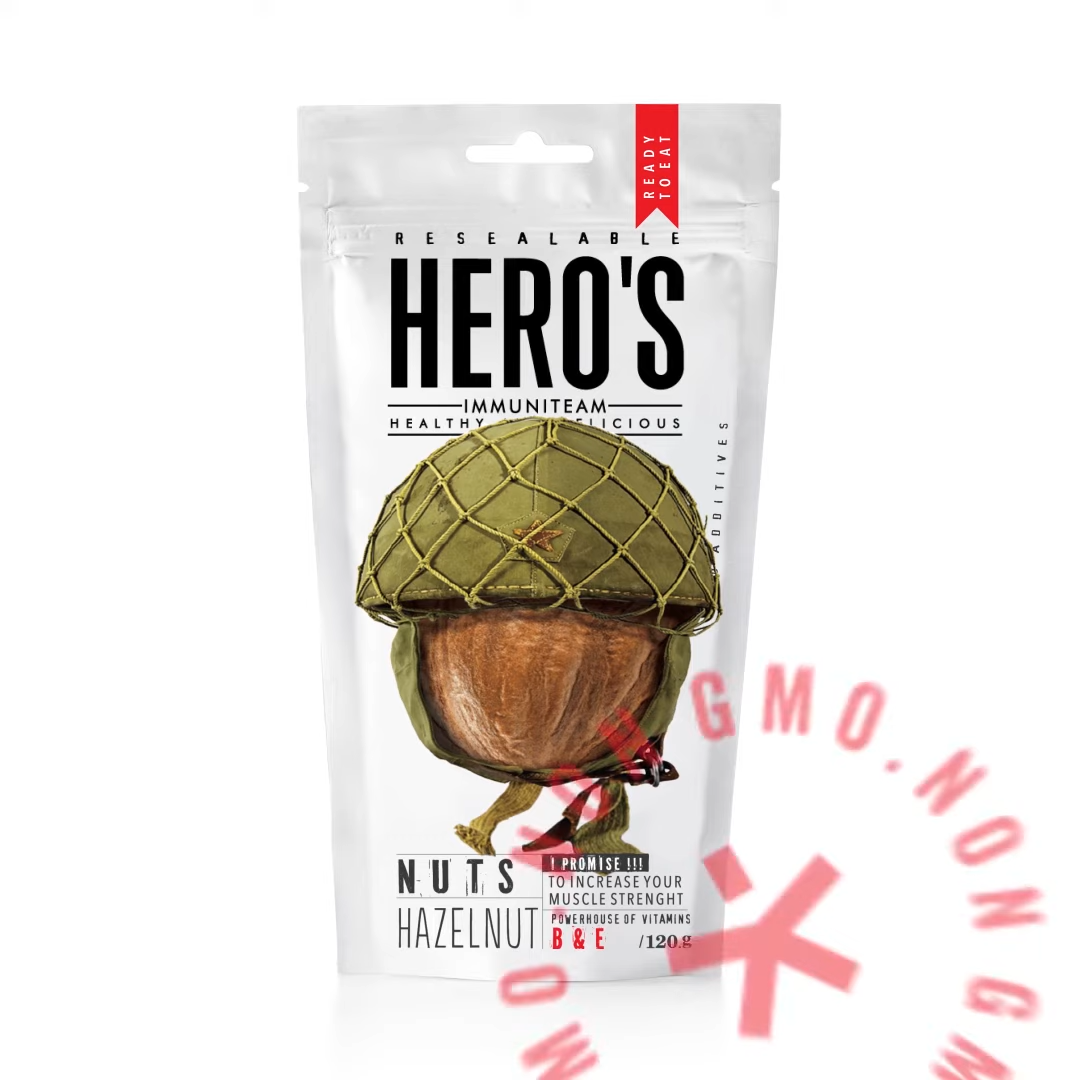 READY
TO EAT
RESEALABLE
HERO'S
IMMUNITEAM
HEALTHY
ADDITIVES
NUTS
HAZELNUT
I PROMISE !!!
TO INCREASE YOUR
MUSCLE STRENGHT
POWERHOUSE OF VITAMINS
B & E
/120.g
GMO.NON GM